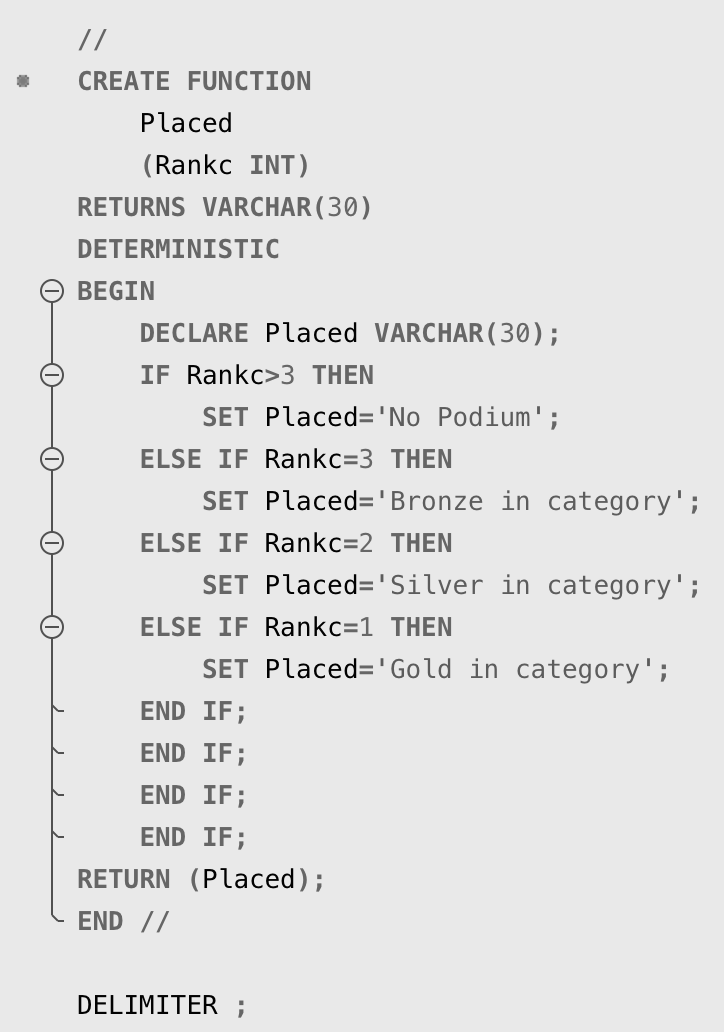 //
CREATE FUNCTION
Placed
(Rankc INT)
RETURNS VARCHAR(30)
DETERMINISTIC
BEGIN
DECLARE Placed VARCHAR(30);
IF Rankc>3 THEN
SET Placed='No Podium';
ELSE IF Rankc=3 THEN
SET Placed='Bronze in category';
ELSE IF Rankc=2 THEN
SET Placed='Silver in category';
ELSE IF Rankc=1 THEN
SET Placed='Gold in category';
END IF;
END IF;
END IF;
END IF;
RETURN (Placed);
END //
DELIMITER ;